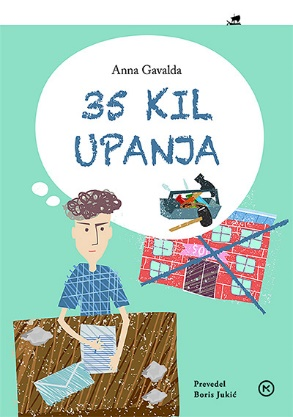 Anna Gavalda
35 KIL
UPANJA
Prevedel
Boris Jukić